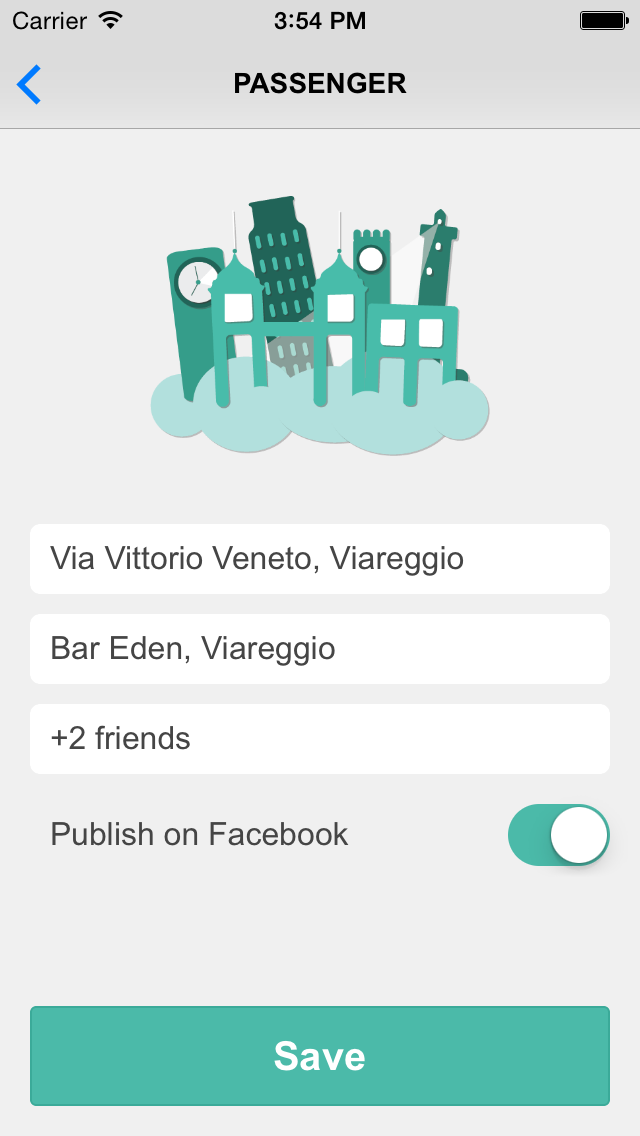 Carrier 3:54 PM
PASSENGER
Via Vittorio Veneto, Viareggio
Bar Eden, Viareggio
+2 friends
Publish on Facebook
Save